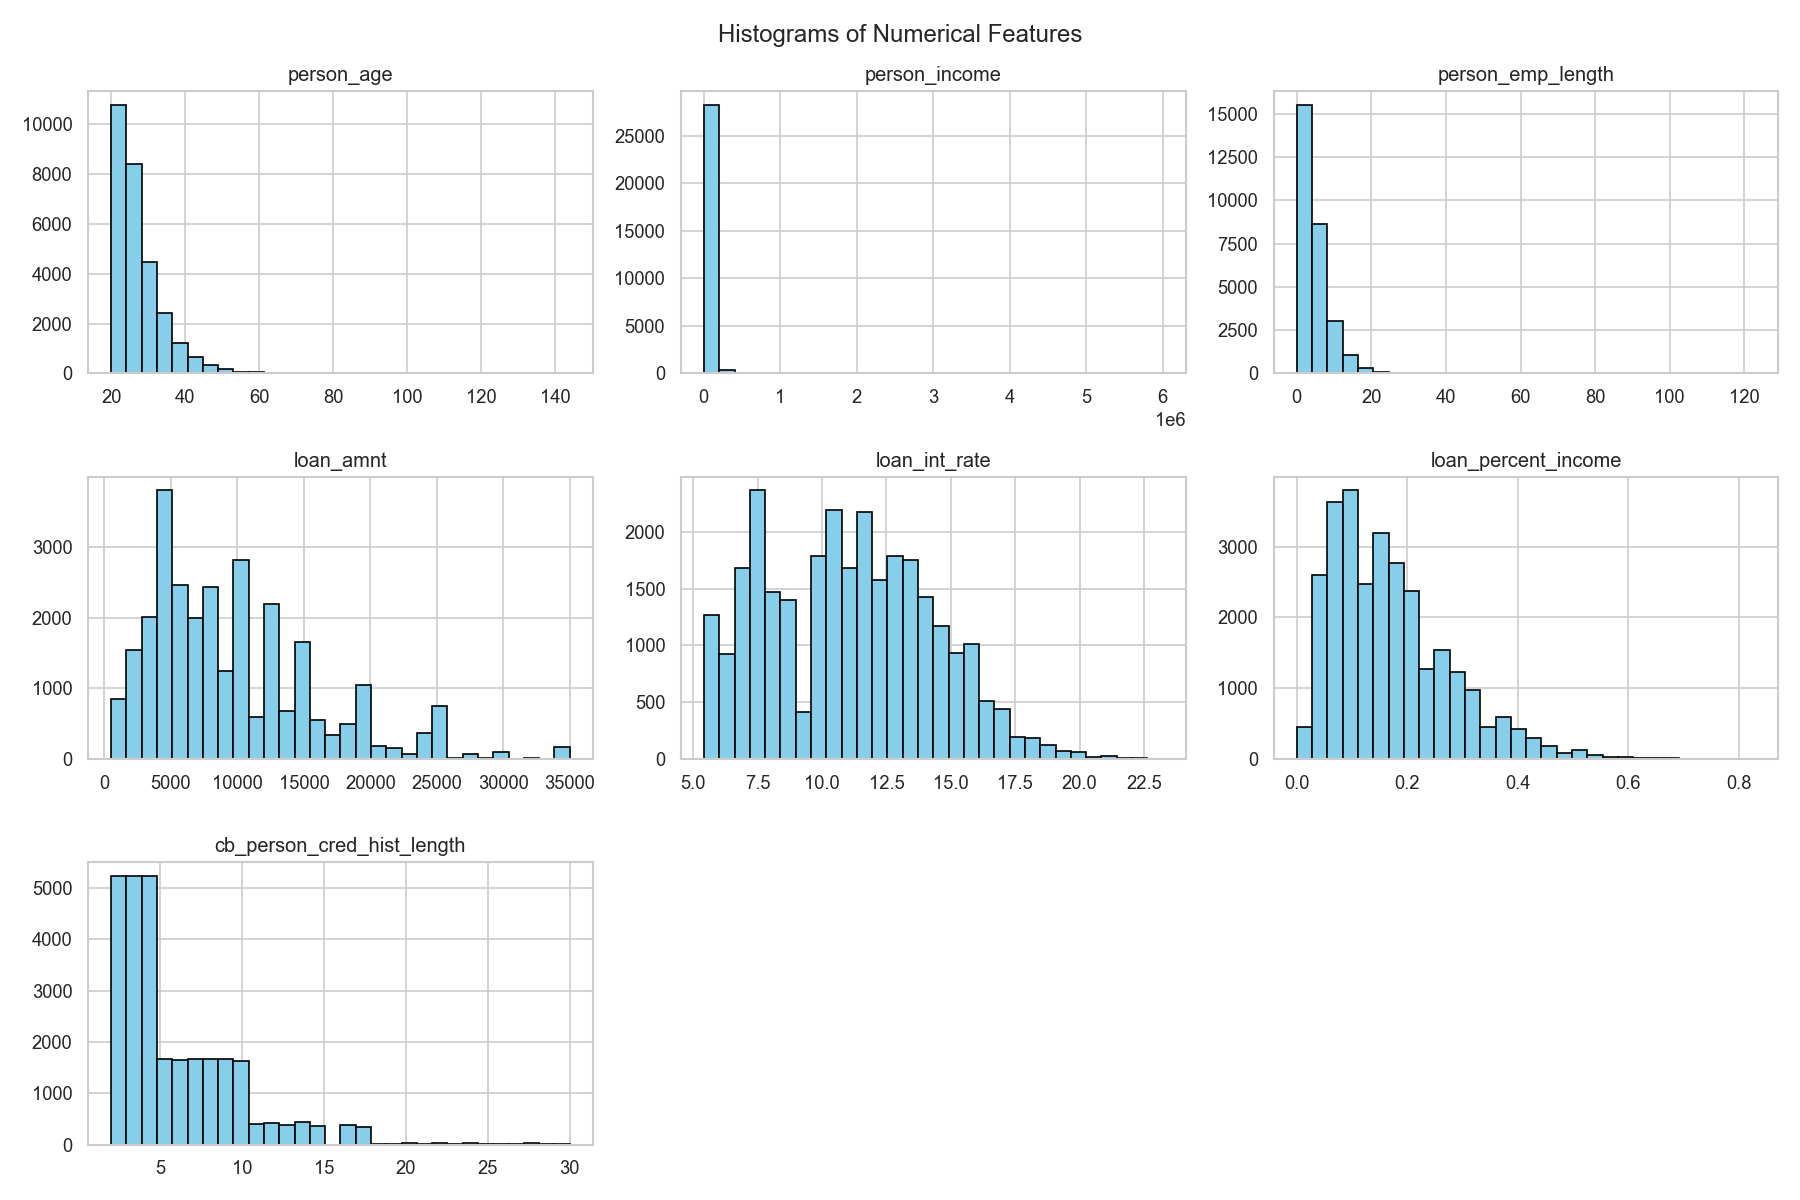 Histograms of Numerical Features
person_age
person_income
person_emp_length
10000
8000
6000
4000
2000
0
20 40 60 80 100 120 140
25000
20000
15000
10000
5000
0
0 1 2 3 4 5 6
1e6
15000
12500
10000
7500
5000
2500
0
0 20 40 60 80 100 120
loan_amnt
loan_int_rate
loan_percent_income
3000
2000
1000
0
0 5000 10000 15000 20000 25000 30000 35000
2000
1500
1000
500
0
5.0 7.5 10.0 12.5 15.0 17.5 20.0 22.5
3000
2000
1000
0
0.0 0.2 0.4 0.6 0.8
cb_person_cred_hist_length
5000
4000
3000
2000
1000
0
5 10 15 20 25 30